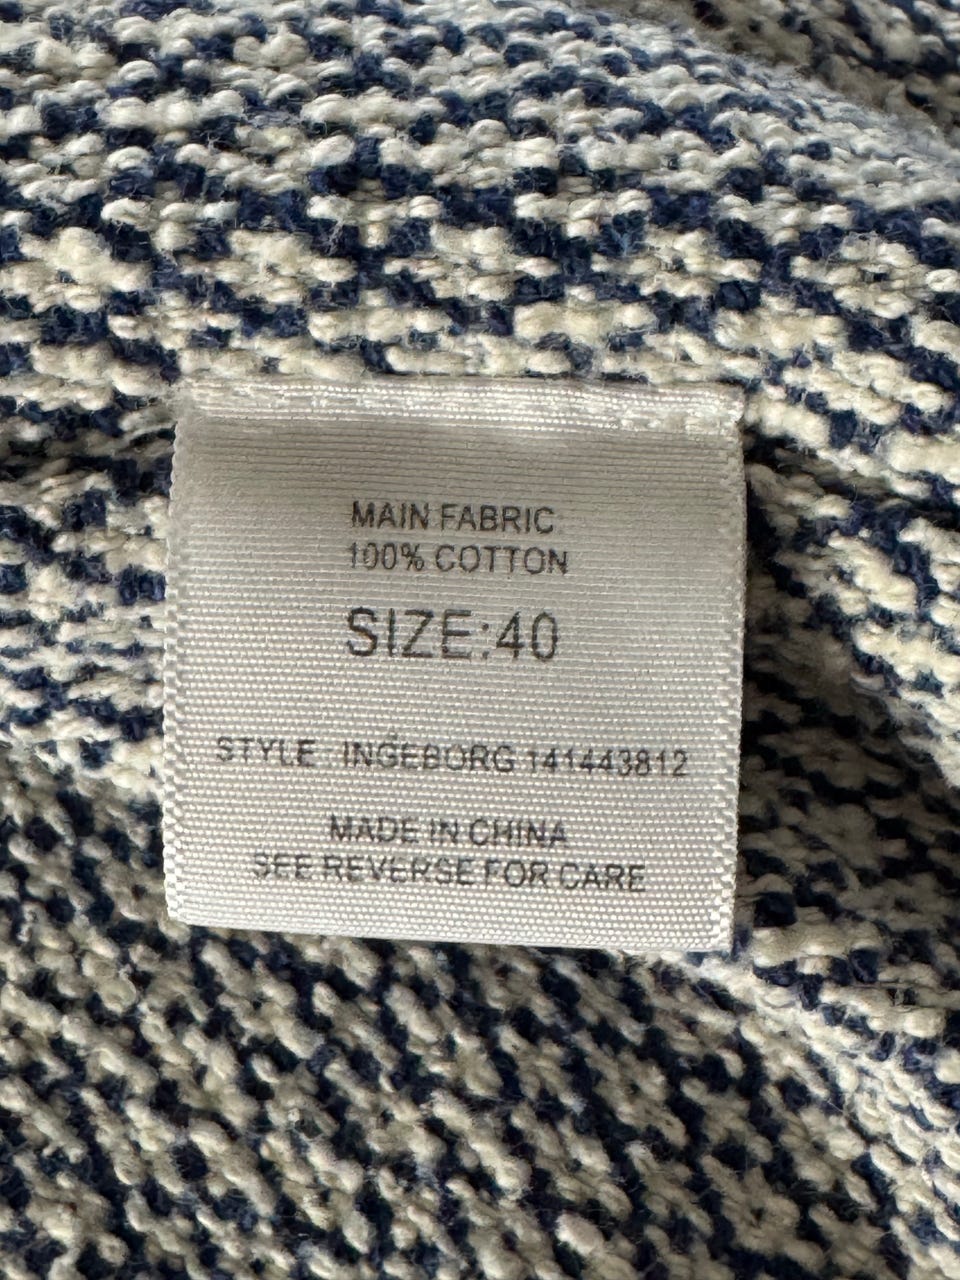 MAIN FABRIC
100% COTTON
SIZE:40
STYLE : INGEBORG 141443812
MADE IN CHINA
SEE REVERSE FOR CARE